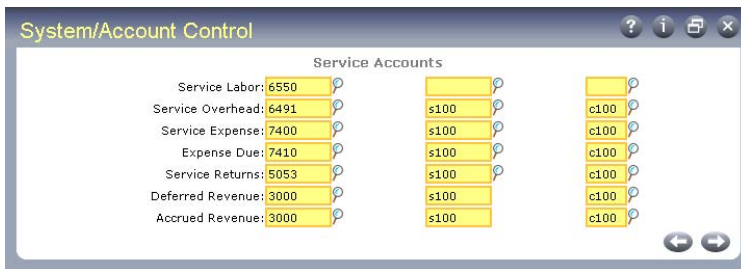 System/Account Control
Service Accounts
Service Labor: 6550
Service Overhead: 6491 s100 c100
Service Expense: 7400 s100 c100
Expense Due: 7410 s100 c100
Service Returns: 5053 s100 c100
Deferred Revenue: 3000 s100 c100
Accrued Revenue: 3000 s100 c100